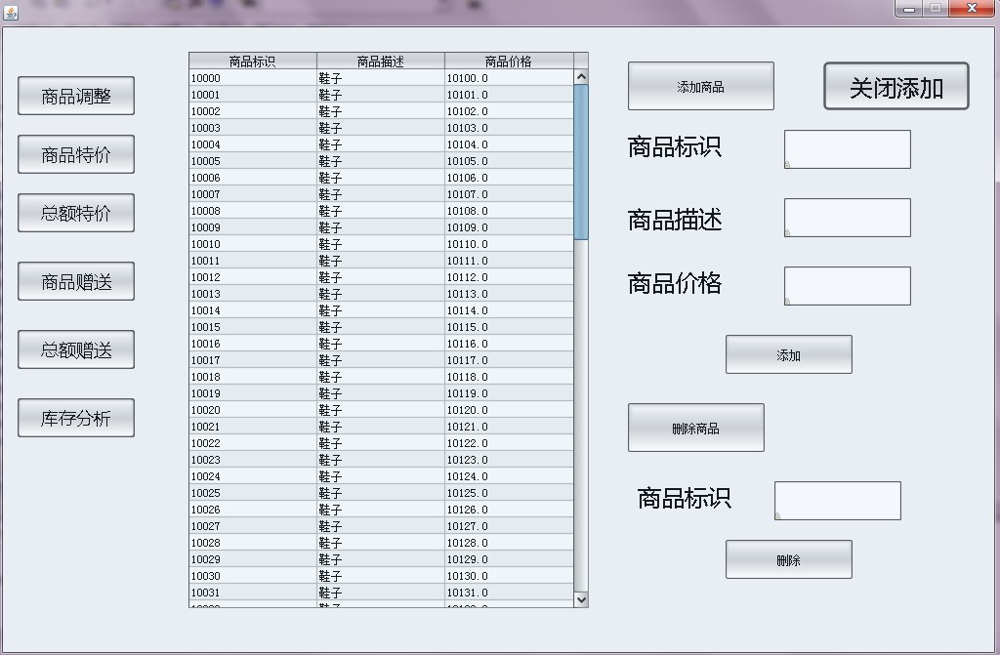 商品调整
商品特价
总额特价
商品赠送
总额赠送
库存分析
商品标识 商品描述 商品价格
10000 鞋子 10100.0
10001 鞋子 10101.0
10002 鞋子 10102.0
10003 鞋子 10103.0
10004 鞋子 10104.0
10005 鞋子 10105.0
10006 鞋子 10106.0
10007 鞋子 10107.0
10008 鞋子 10108.0
10009 鞋子 10109.0
10010 鞋子 10110.0
10011 鞋子 10111.0
10012 鞋子 10112.0
10013 鞋子 10113.0
10014 鞋子 10114.0
10015 鞋子 10115.0
10016 鞋子 10116.0
10017 鞋子 10117.0
10018 鞋子 10118.0
10019 鞋子 10119.0
10020 鞋子 10120.0
10021 鞋子 10121.0
10022 鞋子 10122.0
10023 鞋子 10123.0
10024 鞋子 10124.0
10025 鞋子 10125.0
10026 鞋子 10126.0
10027 鞋子 10127.0
10028 鞋子 10128.0
10029 鞋子 10129.0
10030 鞋子 10130.0
10031 鞋子 10131.0
添加商品 关闭添加
商品标识
商品描述
商品价格
添加
删除商品
商品标识
删除